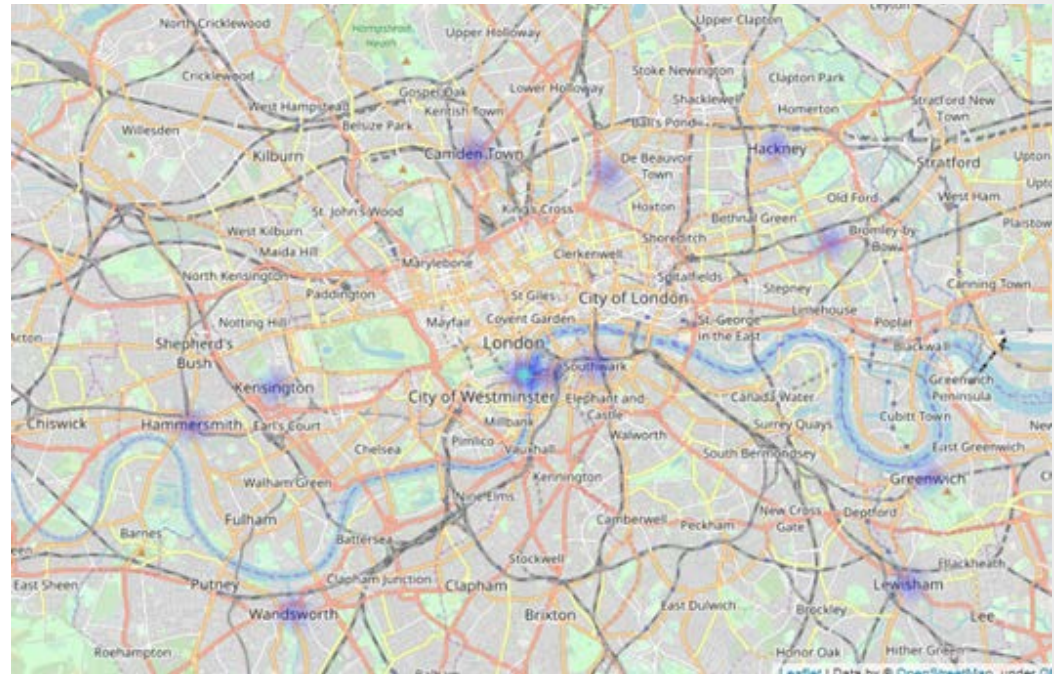 North Cricklewood
Upper Clapton
Hampstead
Heath
Upper Holloway
Cricklewood
Stoke Newington
Clapton Park
Gospel Oak
Lower Holloway
West Hampstead
Kentish Town
Shacklewell
Homerton
Stratford New
Town
Willesden
Belsize Park
Ball's Pond
Kilburn
Camden Town
De Beauvoir
Town
Hackney
Stratford
Upton
St. John's Wood
King's Cross
Hoxton
Old Ford
West Ham
West Kilburn
Bethnal Green
Plaistow
Maida Hill
Shoreditch
Bromley-by-
Bow
Marylebone
Clerkenwell
North Kensington
Spitalfields
Paddington
St Giles
City of London
Stepney
Canning Town
Notting Hill
Mayfair
Covent Garden
St. George
in the East
Limehouse
Poplar
Acton
Shepherd's
Bush
London
Blackwall
Southwark
Kensington
City of Westminster
Elephant and
Castle
Canada Water
Greenwich
Peninsula
Chiswick
Hammersmith
Earl's Court
Millbank
Cubitt Town
Pimlico
Walworth
Surrey Quays
Chelsea
Vauxhall
South Bermondsey
East Greenwich
Walham Green
Kennington
Greenwich
Nine Elms
Fulham
Camberwell
Peckham
New Cross
Gate
Deptford
Barnes
Battersea
Stockwell
Blackheath
East Sheen
Putney
Clapham Junction
Clapham
Lewisham
Wandsworth
Brixton
East Dulwich
Brockley
Lee
Roehampton
Honor Oak
Hither Green
Leaflet | Data by © OpenStreetMap, under